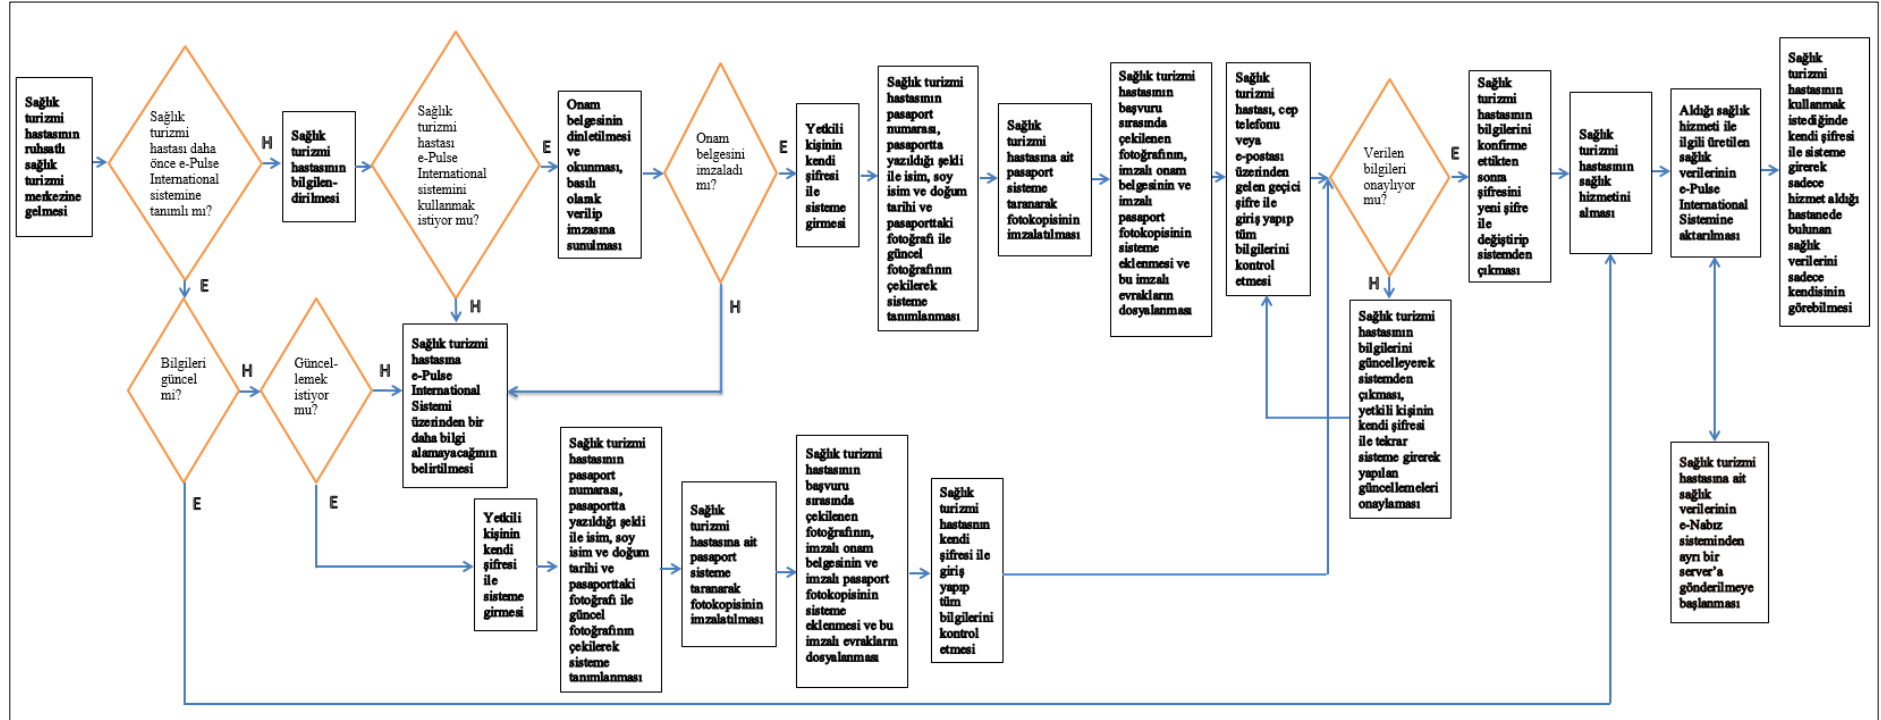 Sağlık
turizmi
hastasının
ruhsatlı
sağlık
turizmi
merkezine
gelmesi
Sağlık
turizmi
hastası daha
önce e-Pulse
International
sistemine
tanımlı mı?
H
E
Sağlık
turizmi
hastasının
bilgilen-
dirilmesi
Sağlık
turizmi
hastası
e-Pulse
International
sistemini
kullanmak
istiyor mu?
E
H
Onam
belgesinin
dinletilmesi
ve
okunması,
basılı
olarak
verilip
imzasına
sunulması
Onam
belgesini
imzaladı
mı?
E
H
Yetkili
kişinin
kendi
şifresi
ile
sisteme
girmesi
Sağlık turizmi
hastasının
pasaport
numarası,
pasaportta
yazıldığı şekli
ile isim, soy
isim ve doğum
tarihi ve
pasaporttaki
fotoğrafı ile
güncel
fotoğrafının
çekilerek
sisteme
tanımlanması
Sağlık
turizmi
hastasına ait
pasaport
sisteme
taranarak
fotokopisinin
imzalatılması
Sağlık turizmi
hastasının
başvuru
sırasında
çekilenen
fotoğrafının,
imzalı onam
belgesinin ve
imzalı
pasaport
fotokopisinin
sisteme
eklenmesi ve
bu imzalı
evrakların
dosyalanması
Sağlık
turizmi
hastası, cep
telefonu
veya
e-postası
üzerinden
gelen geçici
şifre ile
giriş yapıp
tüm
bilgilerini
kontrol
etmesi
Verilen
bilgileri
onaylıyor
mu?
E
H
Sağlık
turizmi
hastasının
bilgilerini
konfirme
ettikten
sonra
şifresini
yeni şifre
ile
değiştirip
sistemden
çıkması
Sağlık
turizmi
hastasının
sağlık
hizmetini
alması
Aldığı sağlık
hizmeti ile
ilgili üretilen
sağlık
verilerinin
e-Pulse
International
Sistemine
aktarılması
Sağlık
turizmi
hastasının
kullanmak
istediğinde
kendi şifresi
ile sisteme
girerek
sadece
hizmet aldığı
hastanede
bulunan
sağlık
verilerini
sadece
kendisinin
görebilmesi
Bilgileri
güncel
mi?
H
E
Güncel-
lemek
istiyor
mu?
H
E
Sağlık turizmi
hastasına
e-Pulse
International
Sistemi
üzerinden bir
daha bilgi
alamayacağının
belirtilmesi
Sağlık turizmi
hastasının
bilgilerini
güncelleyerek
sistemden
çıkması,
yetkili kişinin
kendi şifresi
ile tekrar
sisteme girerek
yapılan
güncellemeleri
onaylaması
Yetkili
kişinin
kendi
şifresi
ile
sisteme
girmesi
Sağlık turizmi
hastasının
pasaport
numarası,
pasaportta
yazıldığı şekli
ile isim, soy
isim ve doğum
tarihi ve
pasaporttaki
fotoğrafı ile
güncel
fotoğrafının
çekilerek
sisteme
tanımlanması
Sağlık
turizmi
hastasına ait
pasaport
sisteme
taranarak
fotokopisinin
imzalatılması
Sağlık turizmi
hastasının
başvuru
sırasında
çekilenen
fotoğrafının,
imzalı onam
belgesinin ve
imzalı pasaport
fotokopisinin
sisteme
eklenmesi ve bu
imzalı evrakların
dosyalanması
Sağlık
turizmi
hastasnın
kendi
şifresi ile
giriş
yapıp
tüm
bilgilerini
kontrol
etmesi
Sağlık turizmi
hastasına ait
sağlık
verilerinin
e-Nabız
sisteminden
ayrı bir
server’a
gönderilmeye
başlanması